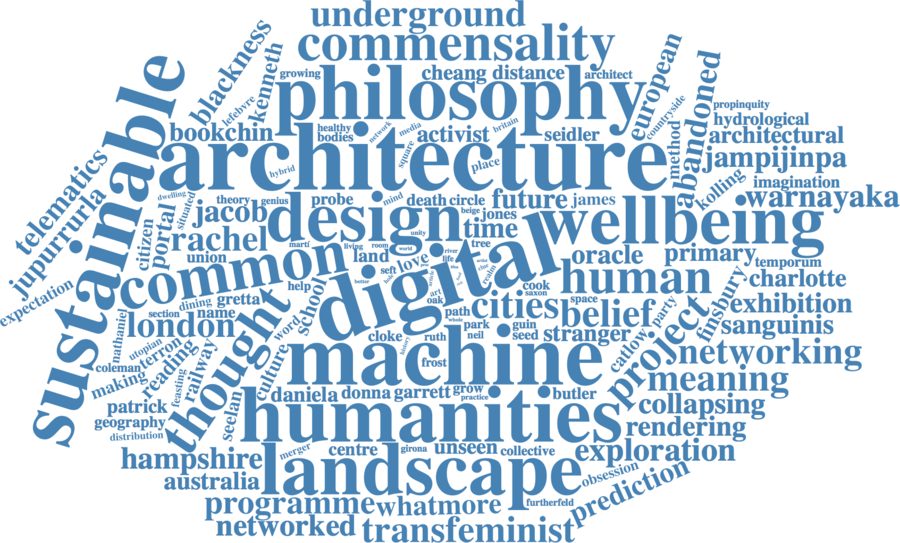 underground
commensality
growing
cheang
distance
architect
philosophy
blackness
lefebvre
kenneth
european
countryside
abandoned
propinquity
hydrological
method
architectural
bookchin
healthy
bodies
network
media
square
activist
britain
seidler
architecture
hybrid
place
jampijinpa
kolling
imagination
warnayaka
sustainable
telematics
jupurrurla
expectation
dwelling
situated
portal
citizen
theory
genius
probe
mind
death
circle
future
james
jacob
design
beige
jones
time
wellbeing
rachel
union
martí
living
room
unity
world
river
tree
land
love
life
oracle
primary
temporum
charlotte
common
seft
help
better
digital
human
cook
saxon
space
exhibition
dining
gretta
name
section
school
words
art
oak
path
whole
cities
belief
party
finsbury
sanguinis
london
nathaniel
utopian
terron
reading
railway
thought
culture
cloke
history
ruth
park
neil
guin
seed
stranger
catlow
project
networking
coleman
making
feasting
machine
frost
meaning
patrick
geography
distribution
seelan
daniela
donna
garrett
grow
practice
butler
collapsing
humanities
rendering
hampshire
merger
centre
girona
unseen
collective
exploration
australia
landscape
obsession
prediction
programme
whatmore
furtherfeld
networked
transfeminist